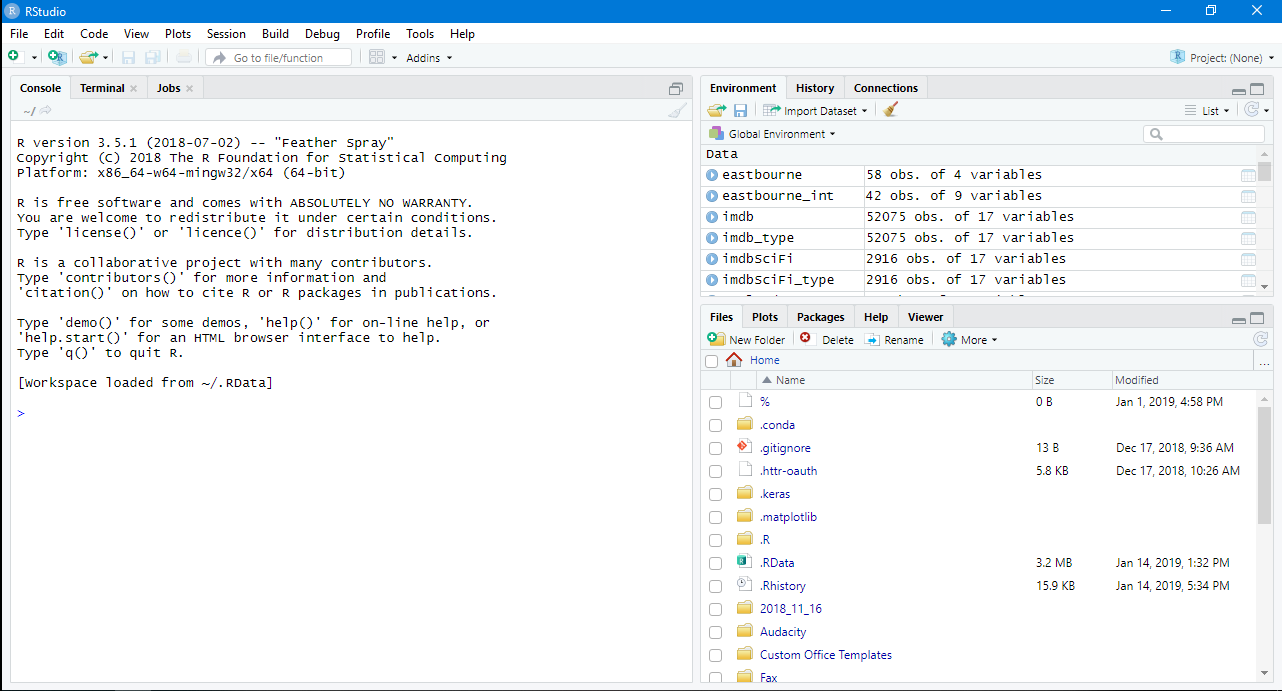 RStudio
File Edit Code View Plots Session Build Debug Profile Tools Help
Go to file/function Addins Project: (None)
Console Terminal Jobs
~/
R version 3.5.1 (2018-07-02) -- "Feather Spray"
Copyright (C) 2018 The R Foundation for Statistical Computing
Platform: x86_64-w64-mingw32/x64 (64-bit)
R is free software and comes with ABSOLUTELY NO WARRANTY.
You are welcome to redistribute it under certain conditions.
Type 'license()' or 'licence()' for distribution details.
R is a collaborative project with many contributors.
Type 'contributors()' for more information and
'citation()' on how to cite R or R packages in publications.
Type 'demo()' for some demos, 'help()' for on-line help, or
'help.start()' for an HTML browser interface to help.
Type 'q()' to quit R.
[Workspace loaded from ~/.RData]
>
Environment History Connections
Import Dataset List
Global Environment
Data
eastbourne 58 obs. of 4 variables
eastbourne_int 42 obs. of 9 variables
imdb 52075 obs. of 17 variables
imdb_type 52075 obs. of 17 variables
imdbSciFi 2916 obs. of 17 variables
imdbSciFi_type 2916 obs. of 17 variables
Files Plots Packages Help Viewer
New Folder Delete Rename More
Home ...
Name Size Modified
% 0 B Jan 1, 2019, 4:58 PM
.conda
.gitignore 13 B Dec 17, 2018, 9:36 AM
.httr-oauth 5.8 KB Dec 17, 2018, 10:26 AM
.keras
.matplotlib
.R
.RData 3.2 MB Jan 14, 2019, 1:32 PM
.Rhistory 15.9 KB Jan 14, 2019, 5:34 PM
2018_11_16
Audacity
Custom Office Templates
Fax